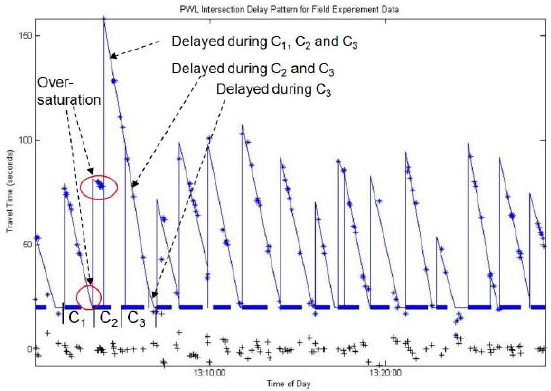 PWL Intersection Delay Pattern for Field Experiement Data
150
100
50
0
Travel Time (seconds)
Delayed during C1, C2 and C3
Delayed during C2 and C3
Delayed during C3
Over-
saturation
C1 C2 C3
13:10:00 13:20:00
Time of Day